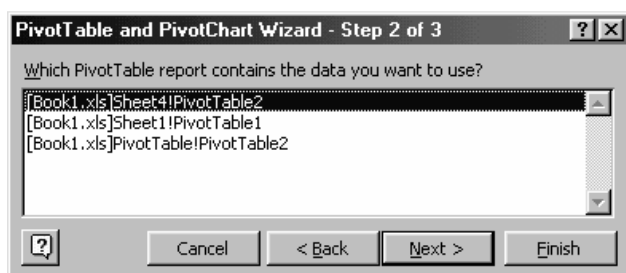 PivotTable and PivotChart Wizard - Step 2 of 3
Which PivotTable report contains the data you want to use?
[Book1.xls]Sheet4!PivotTable2
[Book1.xls]Sheet1!PivotTable1
[Book1.xls]PivotTable!PivotTable2
Cancel < Back Next > Finish